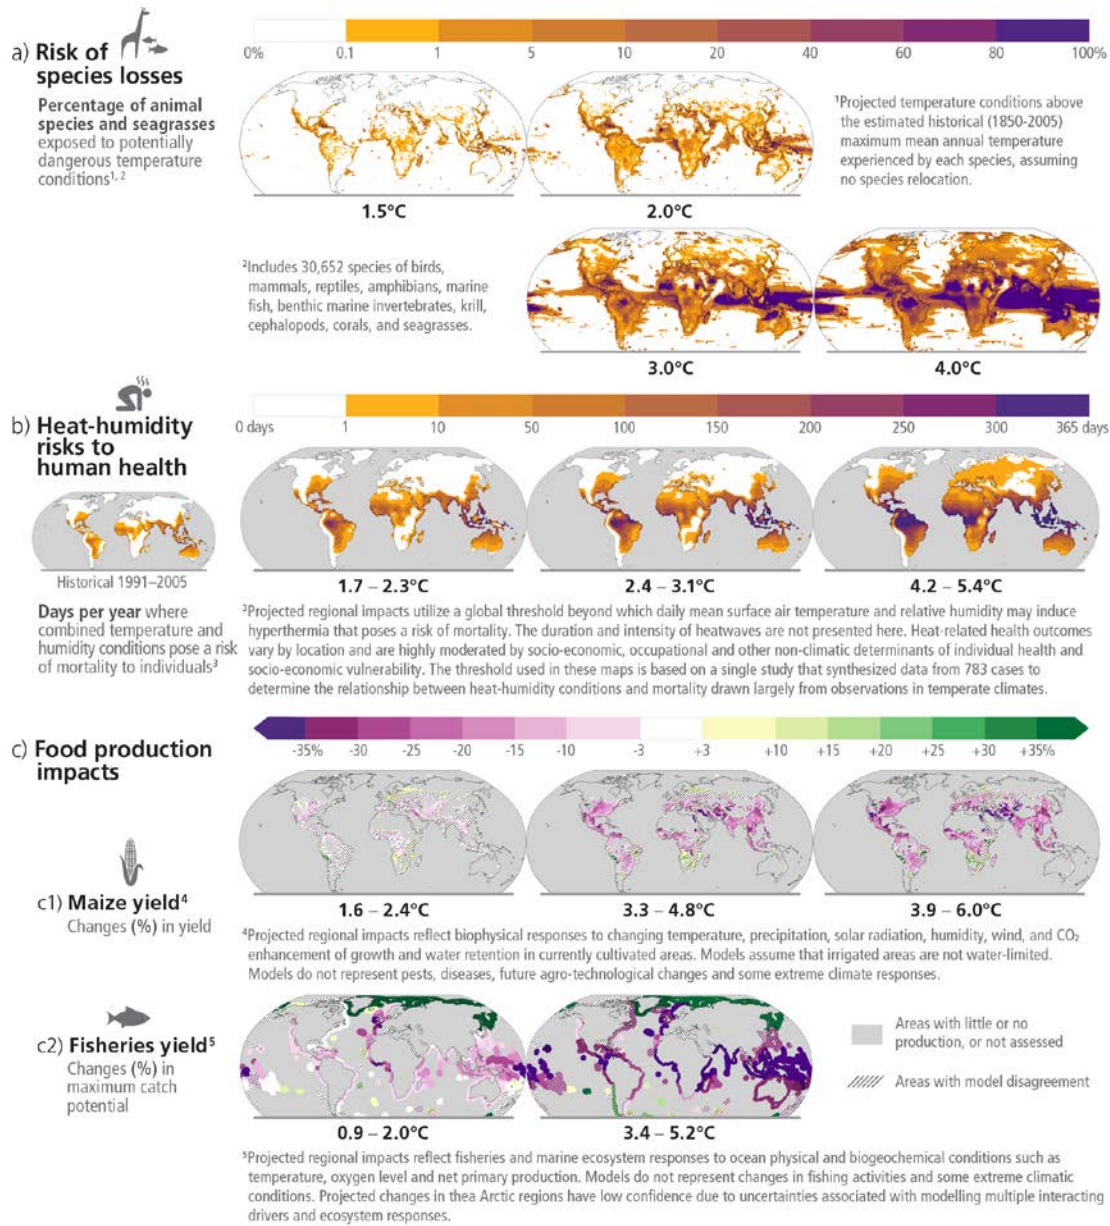 a) Risk of
species losses
Percentage of animal
species and seagrasses
exposed to potentially
dangerous temperature
conditions1, 2
0% 0.1 1 5 10 20 40 60 80 100%
1Projected temperature conditions above
the estimated historical (1850-2005)
maximum mean annual temperature
experienced by each species, assuming
no species relocation.
1.5°C 2.0°C
2Includes 30,652 species of birds,
mammals, reptiles, amphibians, marine
fish, benthic marine invertebrates, krill,
cephalopods, corals, and seagrasses.
3.0°C 4.0°C
b) Heat-humidity
risks to
human health
0 days 1 10 50 100 150 200 250 300 365 days
Historical 1991–2005
1.7 – 2.3°C 2.4 – 3.1°C 4.2 – 5.4°C
Days per year where
combined temperature and
humidity conditions pose a risk
of mortality to individuals3
3Projected regional impacts utilize a global threshold beyond which daily mean surface air temperature and relative humidity may induce
hyperthermia that poses a risk of mortality. The duration and intensity of heatwaves are not presented here. Heat-related health outcomes
vary by location and are highly moderated by socio-economic, occupational and other non-climatic determinants of individual health and
socio-economic vulnerability. The threshold used in these maps is based on a single study that synthesized data from 783 cases to
determine the relationship between heat-humidity conditions and mortality drawn largely from observations in temperate climates.
c) Food production
impacts
-35% -30 -25 -20 -15 -10 -3 +3 +10 +15 +20 +25 +30 +35%
c1) Maize yield4
Changes (%) in yield
1.6 – 2.4°C 3.3 – 4.8°C 3.9 – 6.0°C
4Projected regional impacts reflect biophysical responses to changing temperature, precipitation, solar radiation, humidity, wind, and CO2
enhancement of growth and water retention in currently cultivated areas. Models assume that irrigated areas are not water-limited.
Models do not represent pests, diseases, future agro-technological changes and some extreme climate responses.
c2) Fisheries yield5
Changes (%) in
maximum catch
potential
Areas with little or no
production, or not assessed
Areas with model disagreement
0.9 – 2.0°C 3.4 – 5.2°C
5Projected regional impacts reflect fisheries and marine ecosystem responses to ocean physical and biogeochemical conditions such as
temperature, oxygen level and net primary production. Models do not represent changes in fishing activities and some extreme climatic
conditions. Projected changes in thea Arctic regions have low confidence due to uncertainties associated with modelling multiple interacting
drivers and ecosystem responses.